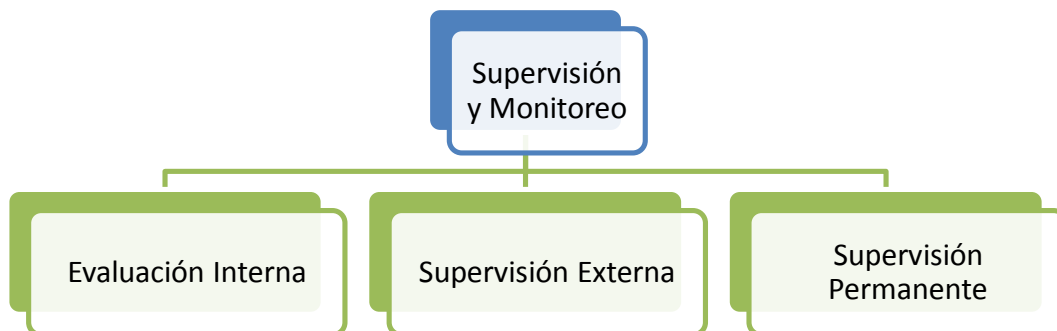 Supervisión
y Monitoreo
Evaluación Interna
Supervisión Externa
Supervisión
Permanente